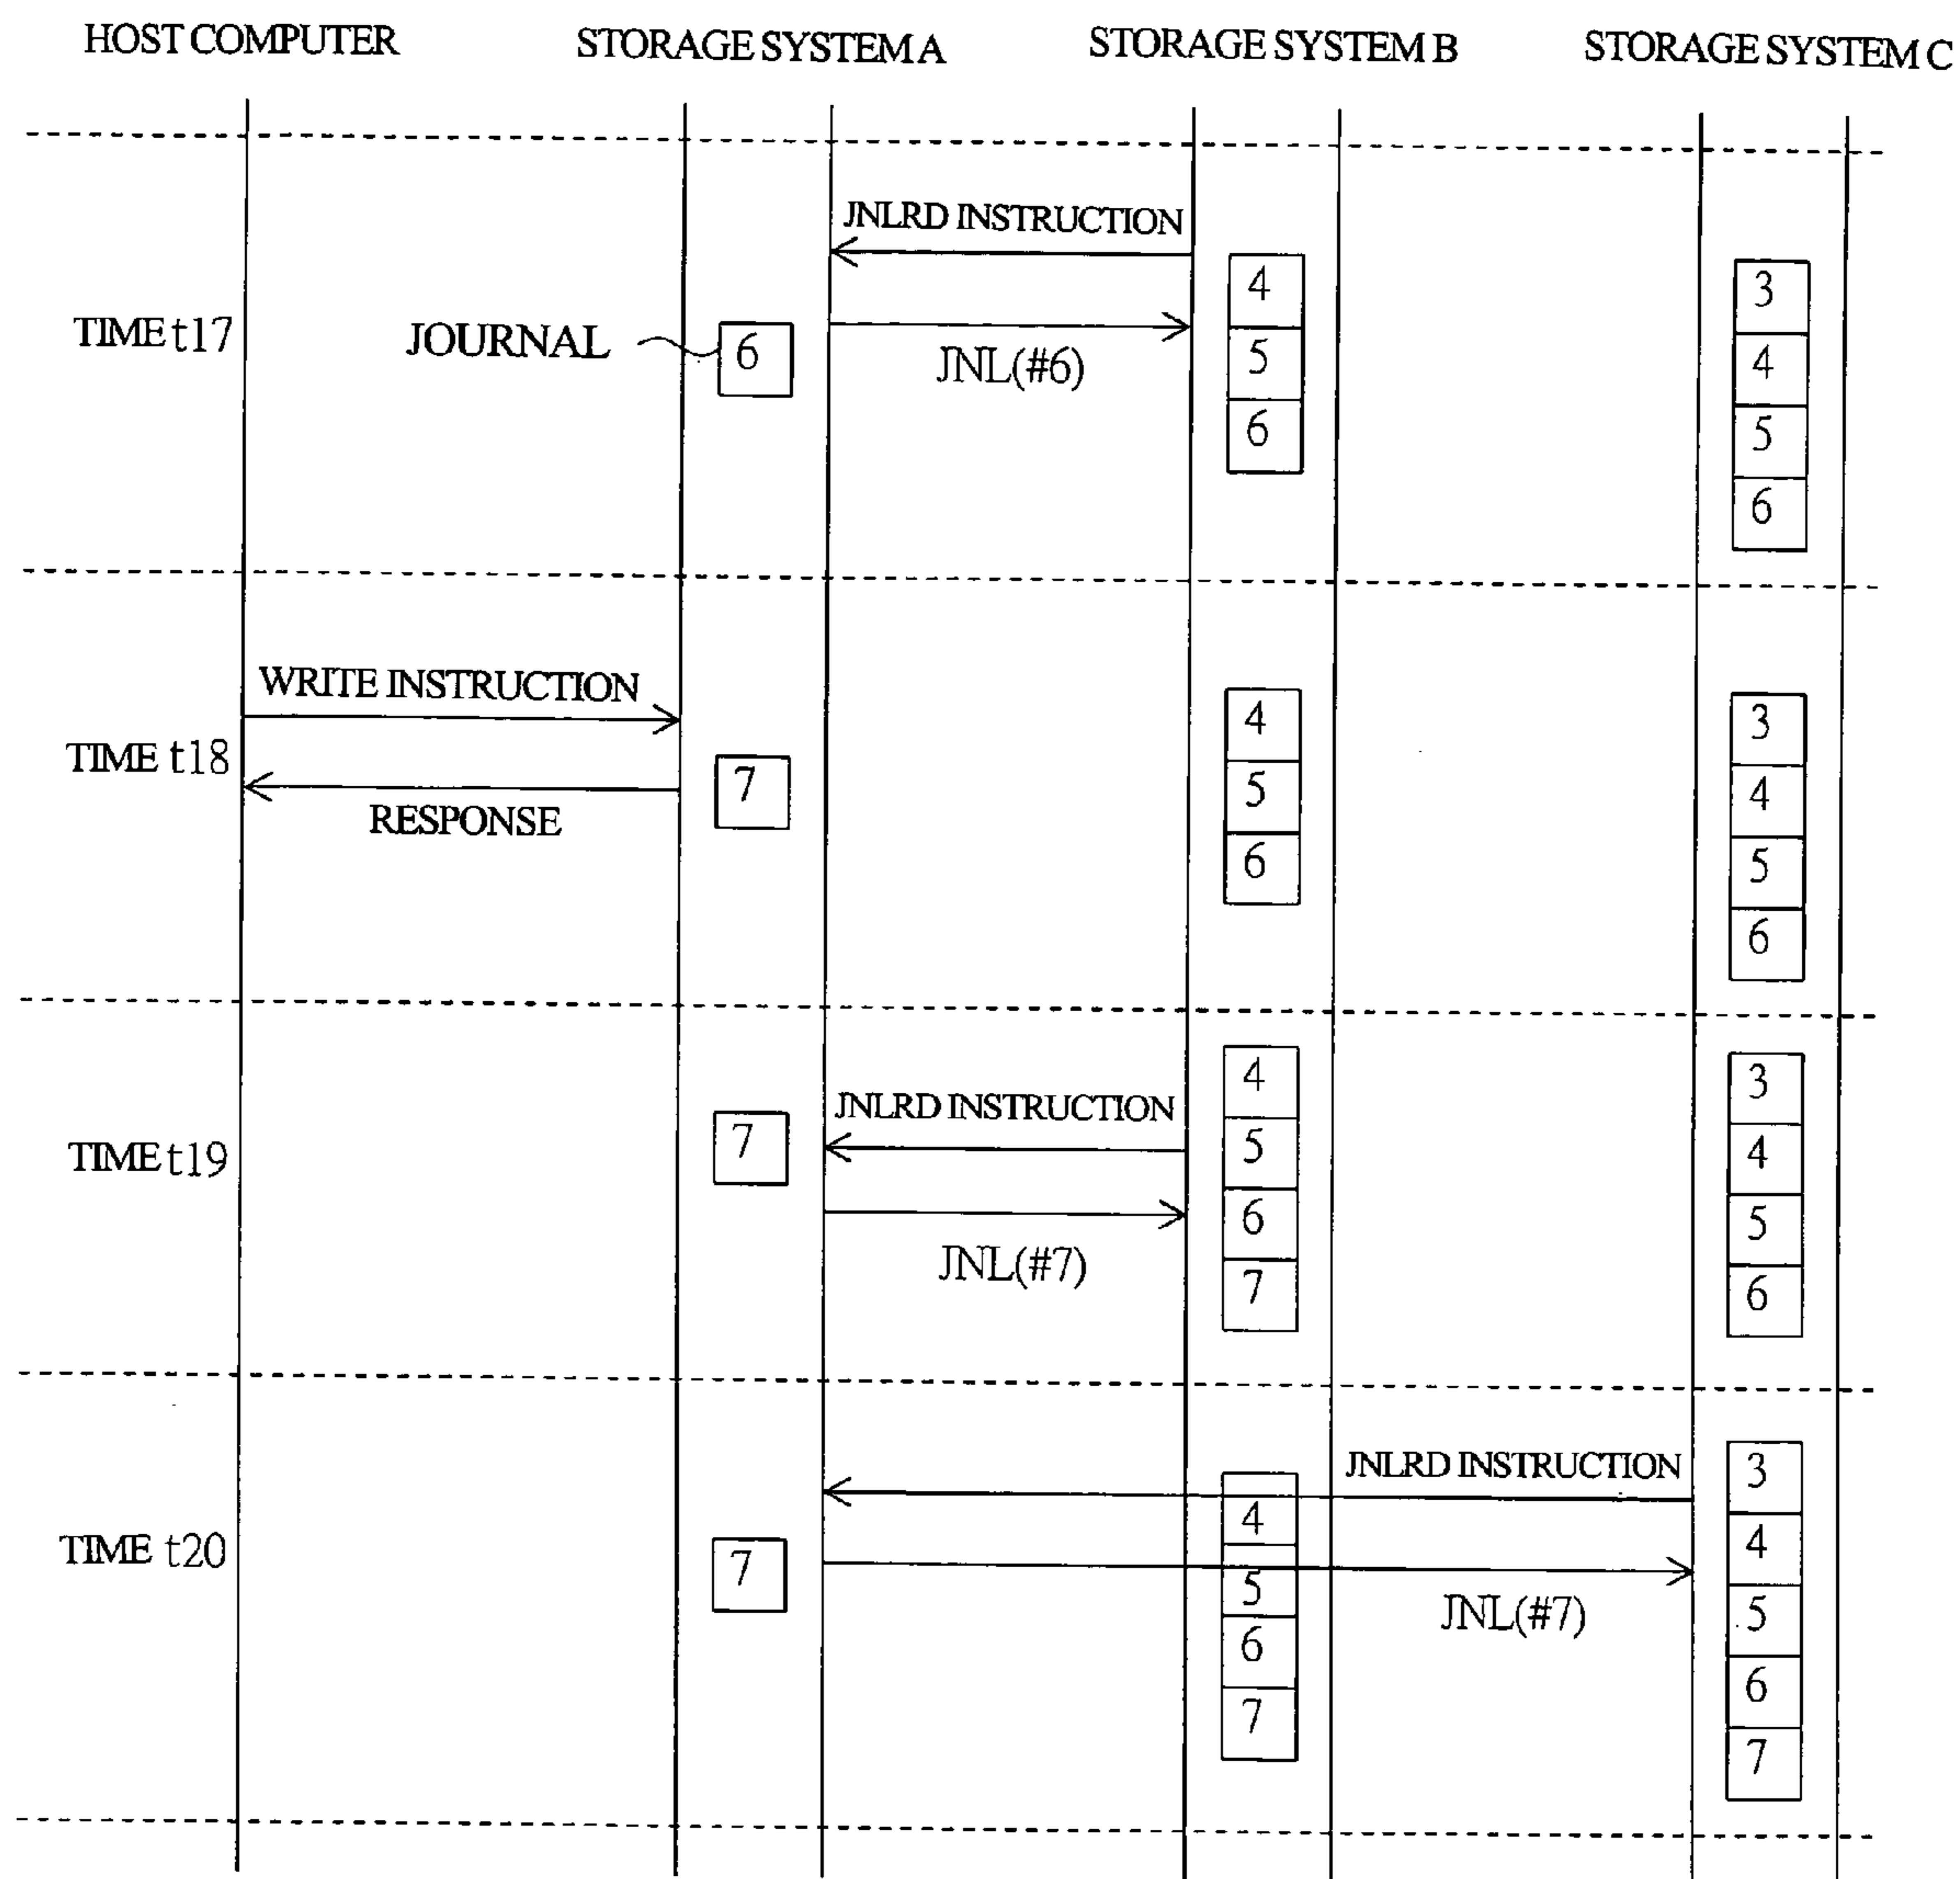 HOST COMPUTER STORAGE SYSTEM A STORAGE SYSTEM B STORAGE SYSTEM C
JNLRD INSTRUCTION
TIME t17
JOURNAL
6
JNL(#6)
4
5
6
3
4
5
6
WRITE INSTRUCTION
TIME t18
RESPONSE
7
4
5
6
3
4
5
6
TIME t19
7
JNLRD INSTRUCTION
JNL(#7)
4
5
6
7
3
4
5
6
JNLRD INSTRUCTION
TIME t20
7
4
5
6
7
JNL(#7)
3
4
5
6
7